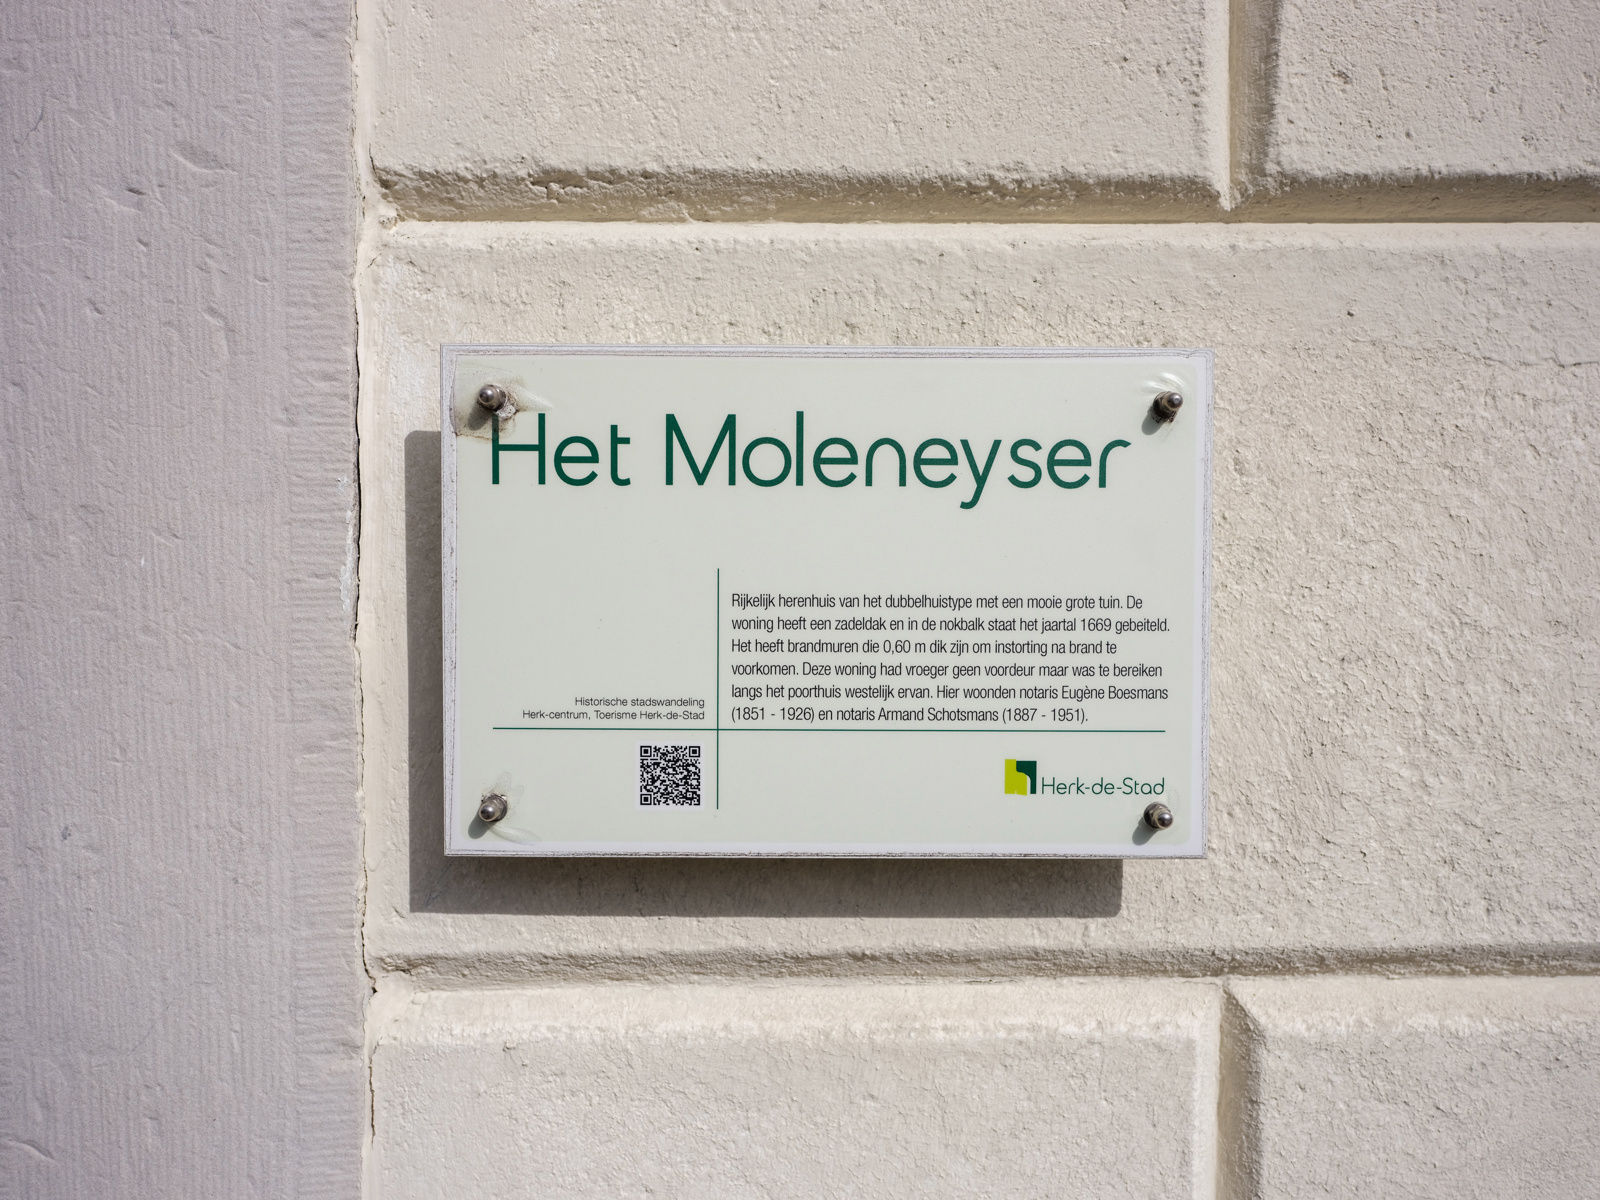 Het Moleneyser
Rijkelijk herenhuis van het dubbelhuistype met een mooie grote tuin. De
woning heeft een zadeldak en in de nokbalk staat het jaartal 1669 gebeiteld.
Het heeft brandmuren die 0,60 m dik zijn om instorting na brand te
voorkomen. Deze woning had vroeger geen voordeur maar was te bereiken
langs het poorthuis westelijk ervan. Hier woonden notaris Eugène Boesmans
(1851 - 1926) en notaris Armand Schotsmans (1887 - 1951).
Historische stadswandeling
Herk-centrum, Toerisme Herk-de-Stad
Herk-de-Stad